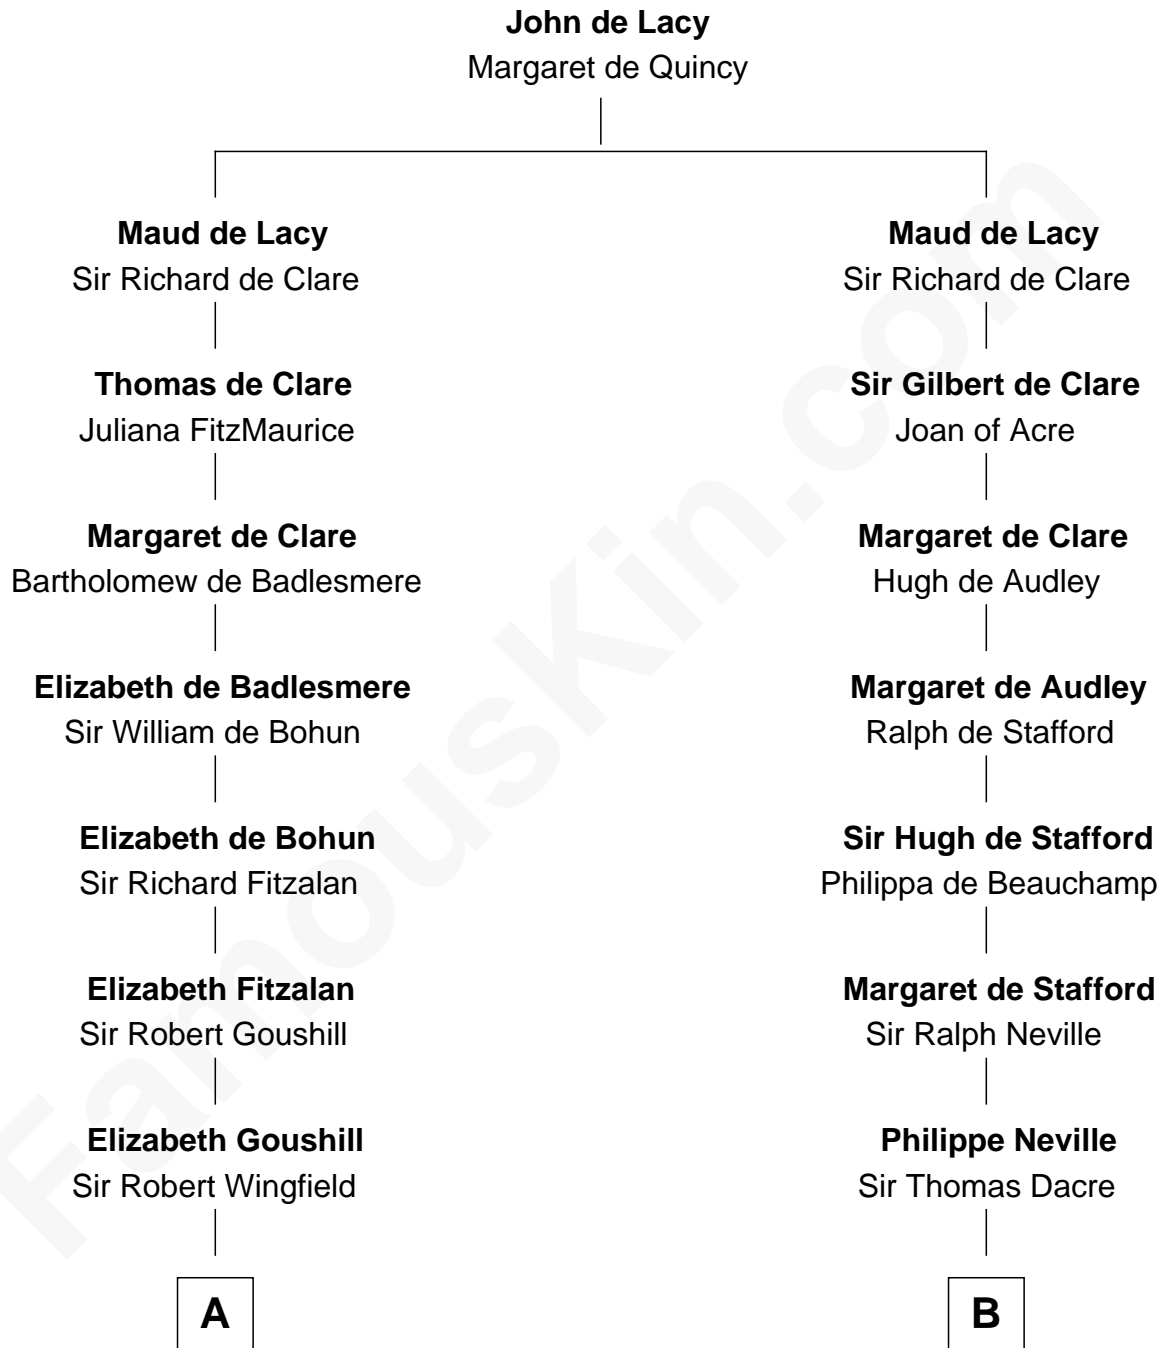 John de Lacy
Margaret de Quincy
Maud de Lacy
Sir Richard de Clare
Maud de Lacy
Sir Richard de Clare
Thomas de Clare
Juliana FitzMaurice
Sir Gilbert de Clare
Joan of Acre
Margaret de Clare
Bartholomew de Badlesmere
Margaret de Clare
Hugh de Audley
Elizabeth de Badlesmere
Sir William de Bohun
Margaret de Audley
Ralph de Stafford
Elizabeth de Bohun
Sir Richard Fitzalan
Sir Hugh de Stafford
Philippa de Beauchamp
Elizabeth Fitzalan
Sir Robert Goushill
Margaret de Stafford
Sir Ralph Neville
Elizabeth Goushill
Sir Robert Wingfield
Philippe Neville
Sir Thomas Dacre
A
B
FamousKin.com